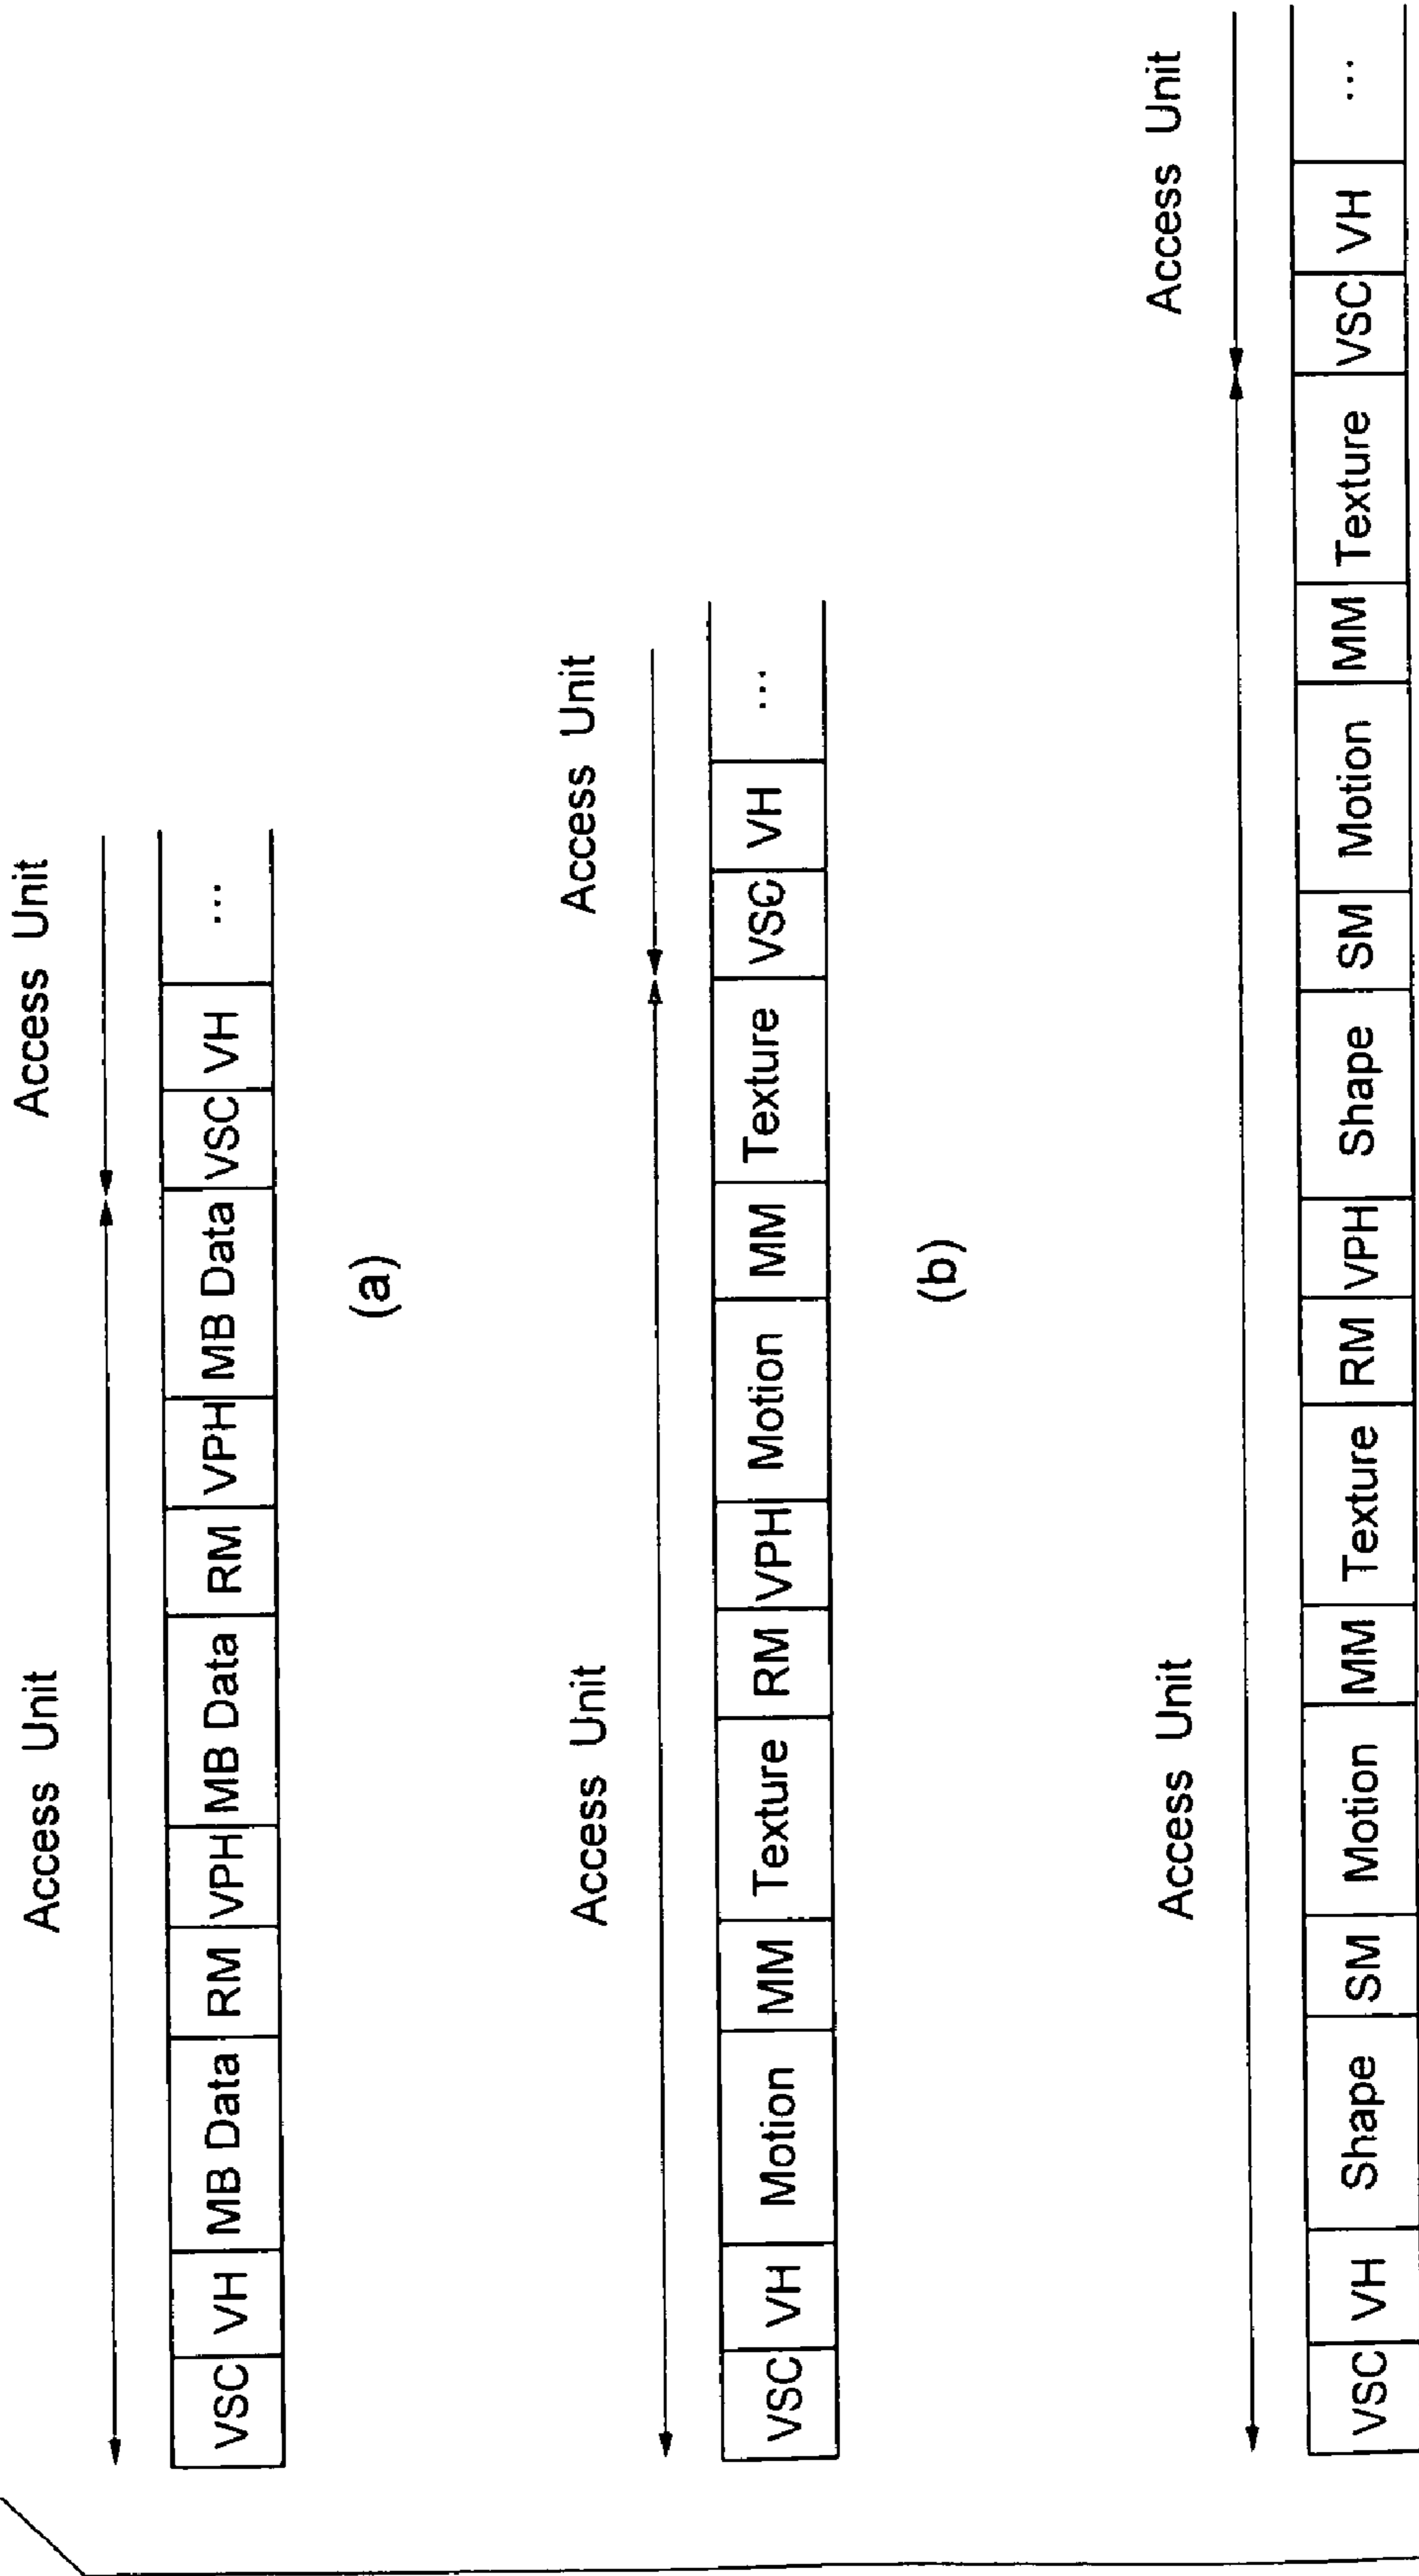 Access Unit Access Unit
VSC VH MB Data RM VPH MB Data RM VPH MB Data VSC VH ...
(a)
Access Unit Access Unit
VSC VH Motion MM Texture RM VPH Motion MM Texture VSC VH ...
(b)
Access Unit Access Unit
VSC VH Shape SM Motion MM Texture RM VPH Shape SM Motion MM Texture VSC VH ...